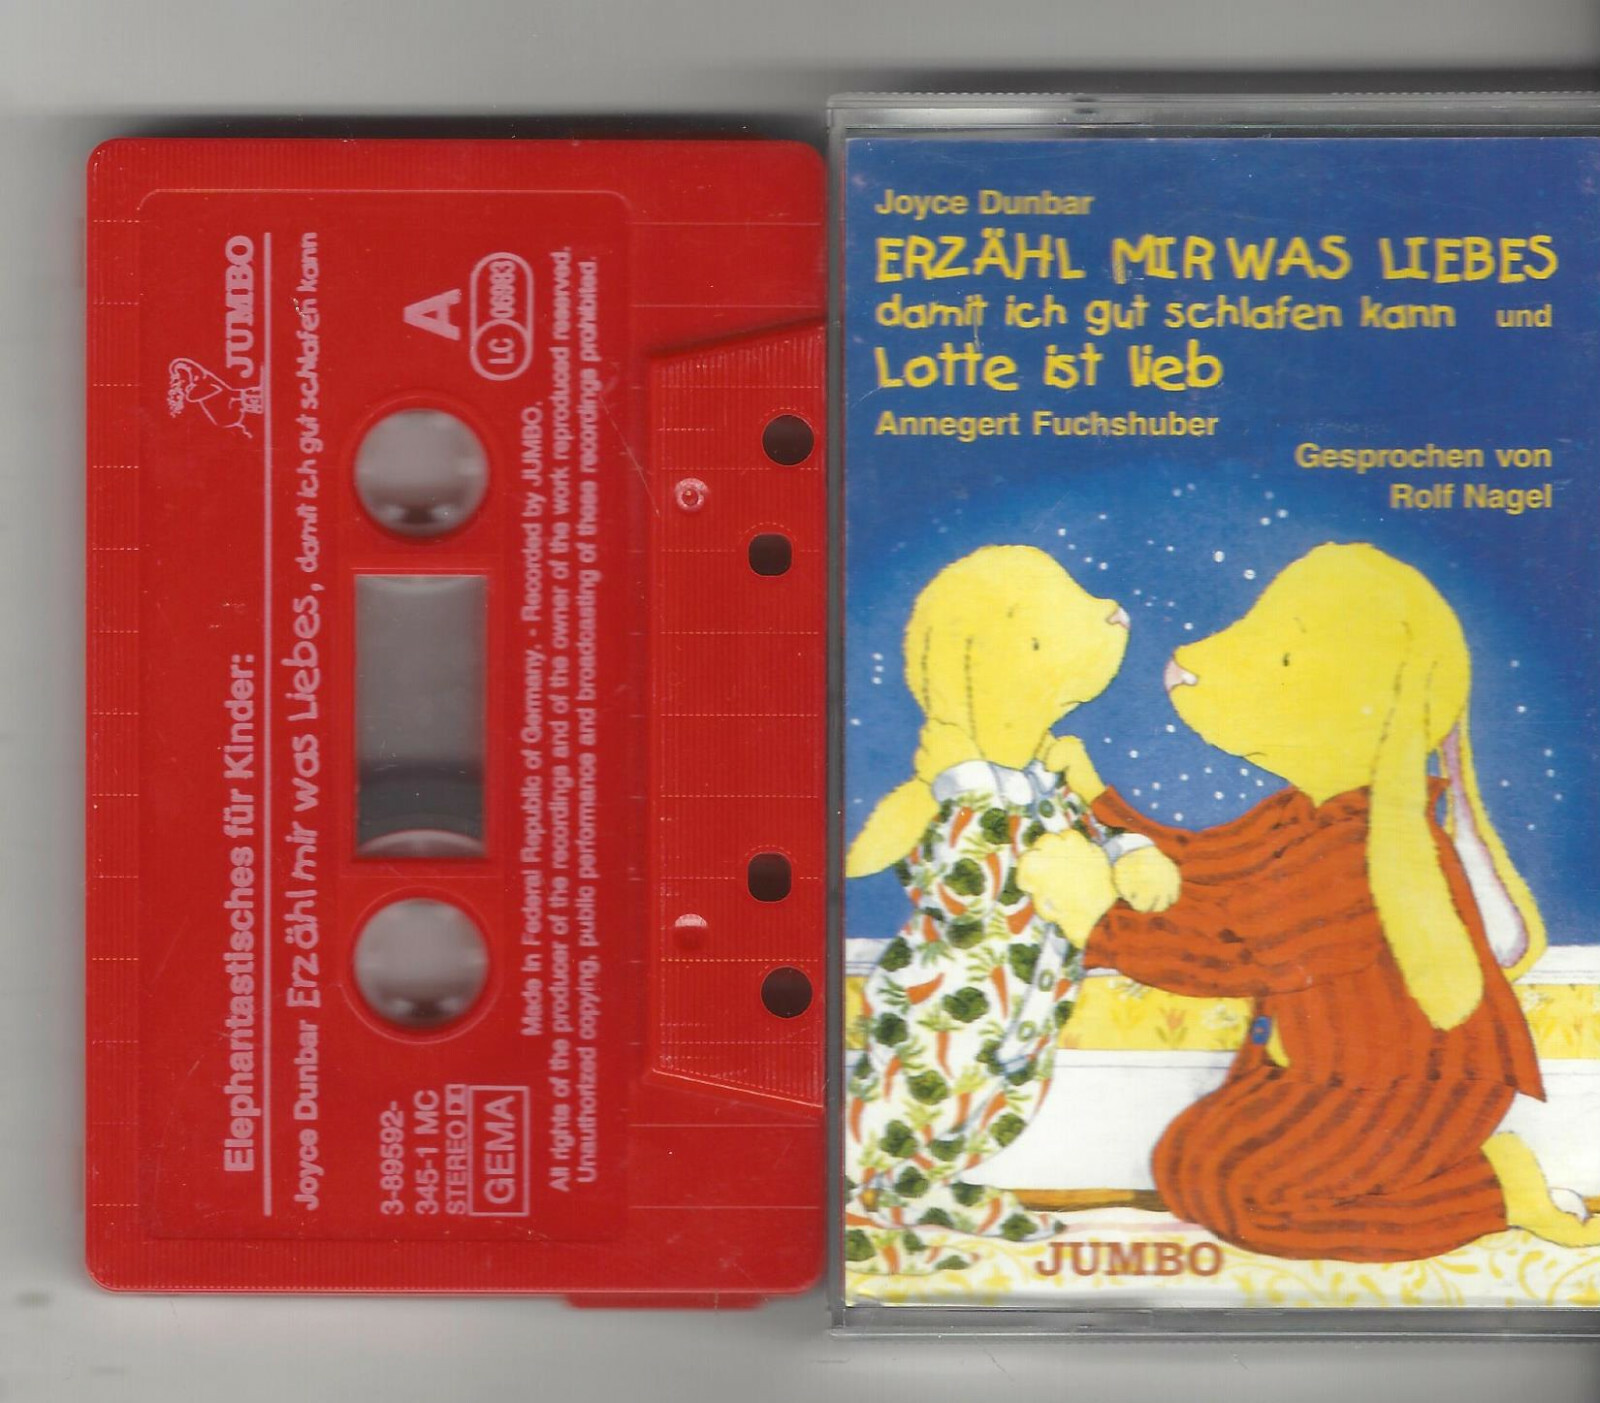 JUMBO
Elephantastisches für Kinder:
Joyce Dunbar Erzähl mir was Liebes, damit ich gut schlafen kann
A
LC 06983
3-89592-
345-1 MC
STEREO
GEMA
Made in Federal Republic of Germany. - Recorded by JUMBO.
All rights of the producer of the recordings and of the owner of the work reproduced reserved.
Unauthorized copying, public performance and broadcasting of these recordings prohibited.
Joyce Dunbar
ERZÄHL MIR WAS LIEBES
damit ich gut schlafen kann und
Lotte ist lieb
Annegert Fuchshuber
Gesprochen von
Rolf Nagel
JUMBO